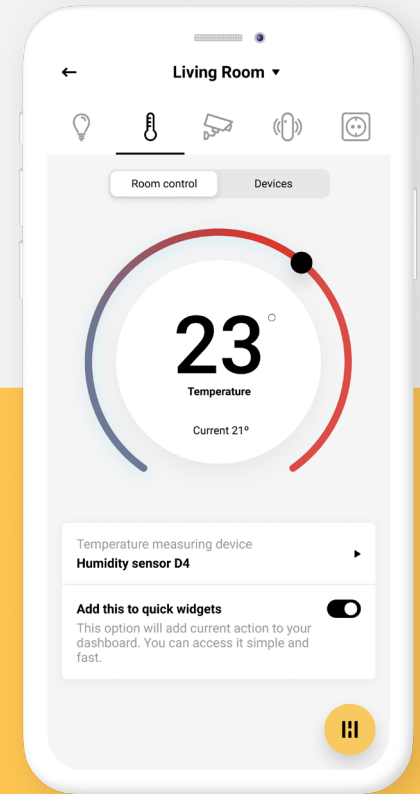 Living Room
Room control
Devices
23°
Temperature
Current 21º
Temperature measuring device
Humidity sensor D4
Add this to quick widgets
This option will add current action to your
dashboard. You can access it simple and
fast.